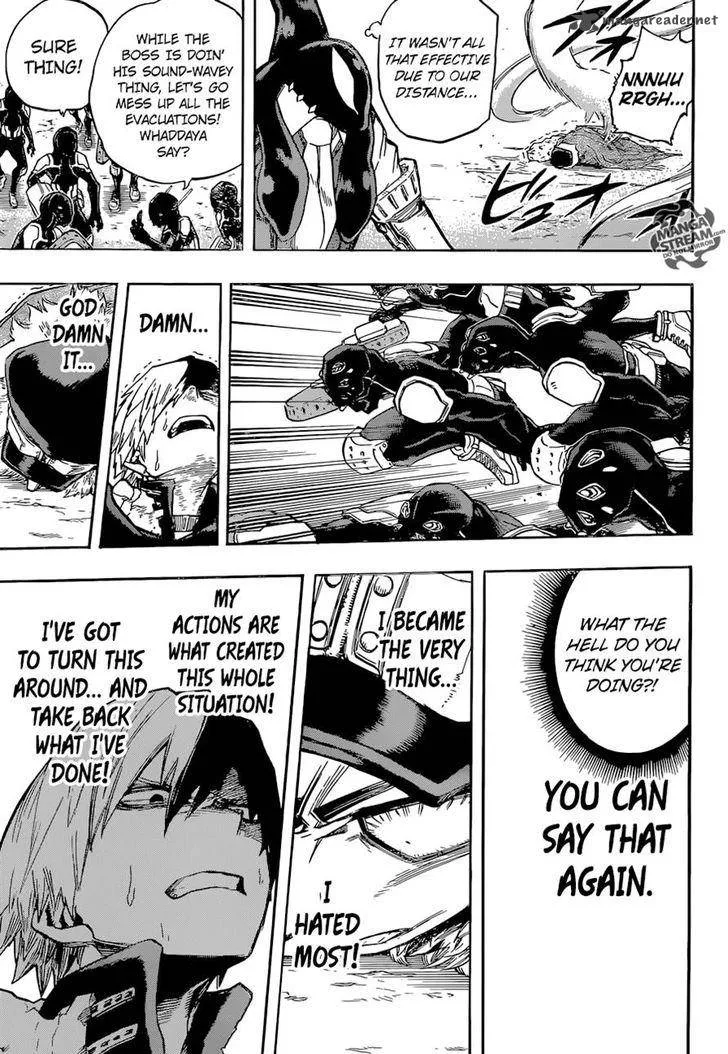 mangareader.net
NNNUU
RRGH...
IT WASN'T ALL
THAT EFFECTIVE
DUE TO OUR
DISTANCE...
ビュオ
MANGA
STREAM.com
WHILE THE
BOSS IS DOIN'
HIS SOUND-WAVEY
THING, LET'S GO
MESS UP ALL THE
EVACUATIONS!
WHADDAYA
SAY?
SURE
THING!
DAMN...
GOD
DAMN
IT...
WHAT THE
HELL DO YOU
THINK YOU'RE
DOING?!
YOU CAN
SAY THAT
AGAIN.
I BECAME
THE VERY
THING...
I
HATED
MOST!
MY
ACTIONS ARE
WHAT CREATED
THIS WHOLE
SITUATION!
I'VE GOT
TO TURN THIS
AROUND... AND
TAKE BACK
WHAT I'VE
DONE!